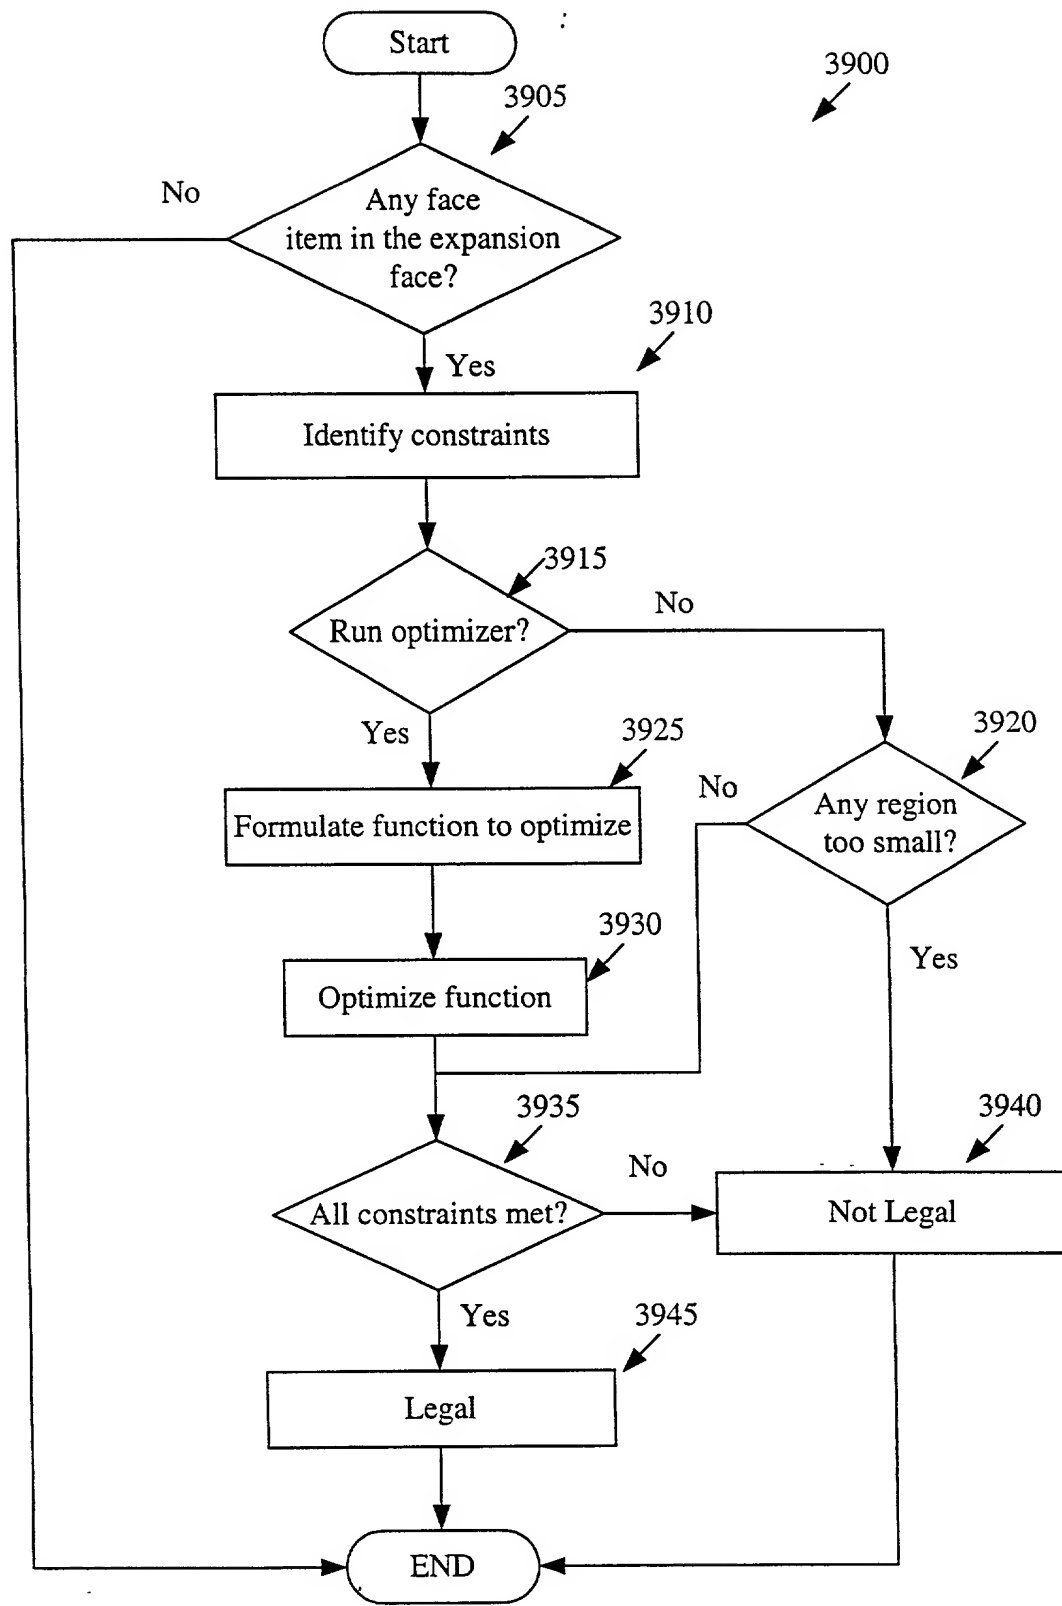 Start
3900
3905
No
Any face
item in the expansion
face?
3910
Yes
Identify constraints
3915
No
Run optimizer?
Yes
3925
3920
No
Any region
too small?
Formulate function to optimize
3930
Yes
Optimize function
3935
3940
No
All constraints met?
Not Legal
Yes
3945
Legal
END